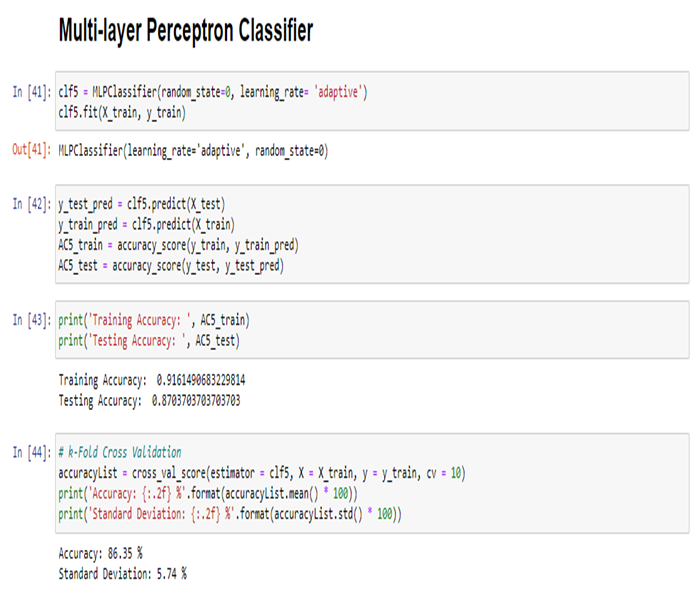 Multi-layer Perceptron Classifier
In [41]: clf5 = MLPClassifier(random_state=0, learning_rate= 'adaptive')
clf5.fit(X_train, y_train)
Out[41]: MLPClassifier(learning_rate='adaptive', random_state=0)
In [42]: y_test_pred = clf5.predict(X_test)
y_train_pred = clf5.predict(X_train)
AC5_train = accuracy_score(y_train, y_train_pred)
AC5_test = accuracy_score(y_test, y_test_pred)
In [43]: print('Training Accuracy: ', AC5_train)
print('Testing Accuracy: ', AC5_test)
Training Accuracy:  0.9161490683229814
Testing Accuracy:  0.8703703703703703
In [44]: # k-Fold Cross Validation
accuracyList = cross_val_score(estimator = clf5, X = X_train, y = y_train, cv = 10)
print('Accuracy: {:.2f} %'.format(accuracyList.mean() * 100))
print('Standard Deviation: {:.2f} %'.format(accuracyList.std() * 100))
Accuracy: 86.35 %
Standard Deviation: 5.74 %